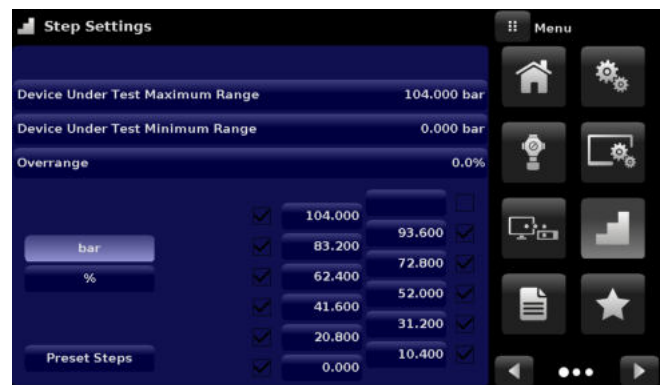 Step Settings
Menu
Device Under Test Maximum Range 104.000 bar
Device Under Test Minimum Range 0.000 bar
Overrange 0.0%
104.000
93.600
bar
83.200
72.800
%
62.400
52.000
41.600
31.200
20.800
Preset Steps
10.400
0.000